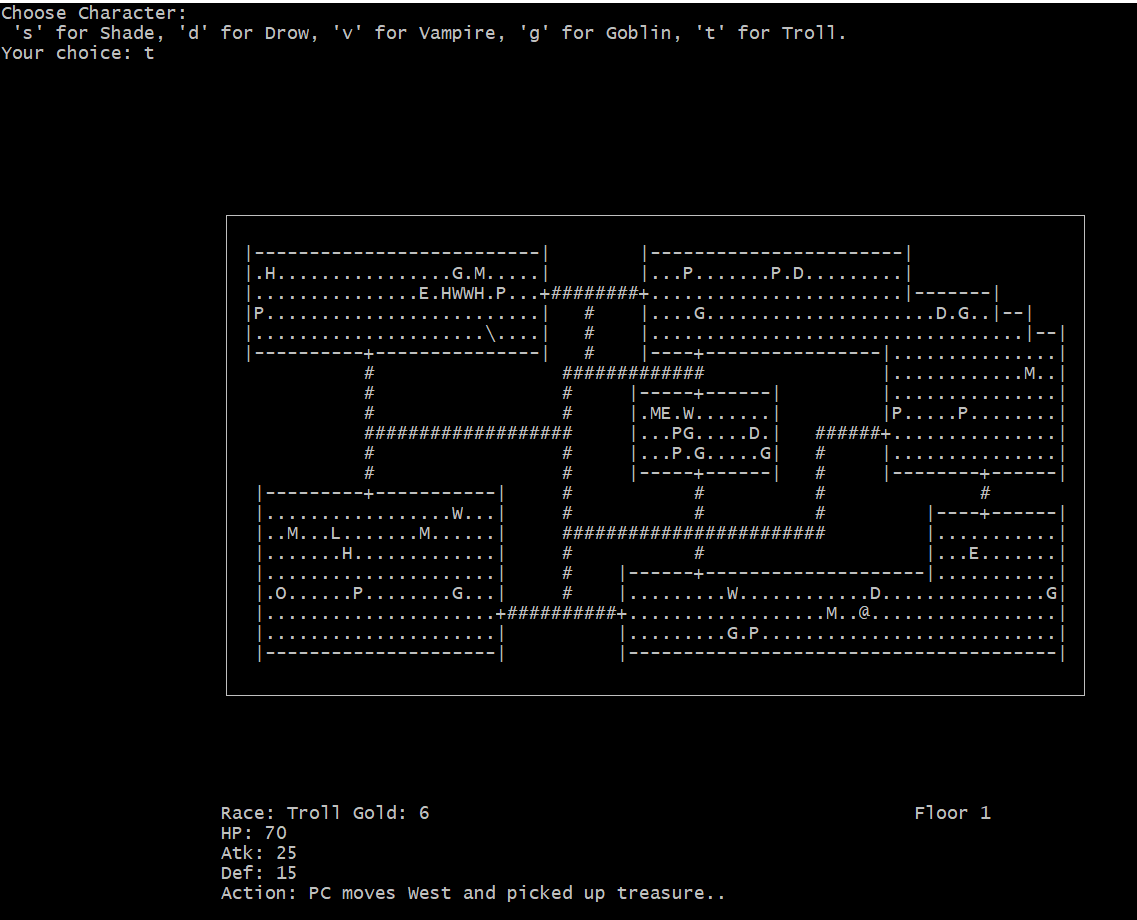 Choose Character:
 's' for Shade, 'd' for Drow, 'v' for Vampire, 'g' for Goblin, 't' for Troll.
Your choice: t
|--------------------------|        |-----------------------|
|.H................G.M.....|        |...P.......P.D.........|
|...............E.HWWH.P...+########+.......................|-------|
|P.........................|   #    |....G.....................D.G..|--|
|.....................\....|   #    |..................................|--|
|----------+---------------|   #    |----+----------------|...............|
           #                 #############                |............M..|
           #                 #     |-----+------|         |...............|
           #                 #     |.ME.W.......|         |P.....P........|
           ###################     |...PG.....D.|   ######+...............|
           #                 #     |...P.G.....G|   #     |...............|
           #                 #     |-----+------|   #     |--------+------|
 |---------+-----------|     #           #          #              #
 |.................W...|     #           #          #         |----+------|
 |..M...L.......M......|     ########################         |...........|
 |.......H.............|     #           #                    |...E.......|
 |.....................|     #    |------+--------------------|...........|
 |.O......P........G...|     #    |.........W............D...............G|
 |.....................+##########+..................M..@.................|
 |.....................|          |.........G.P...........................|
 |---------------------|          |---------------------------------------|
Race: Troll Gold: 6                                            Floor 1
HP: 70
Atk: 25
Def: 15
Action: PC moves West and picked up treasure..